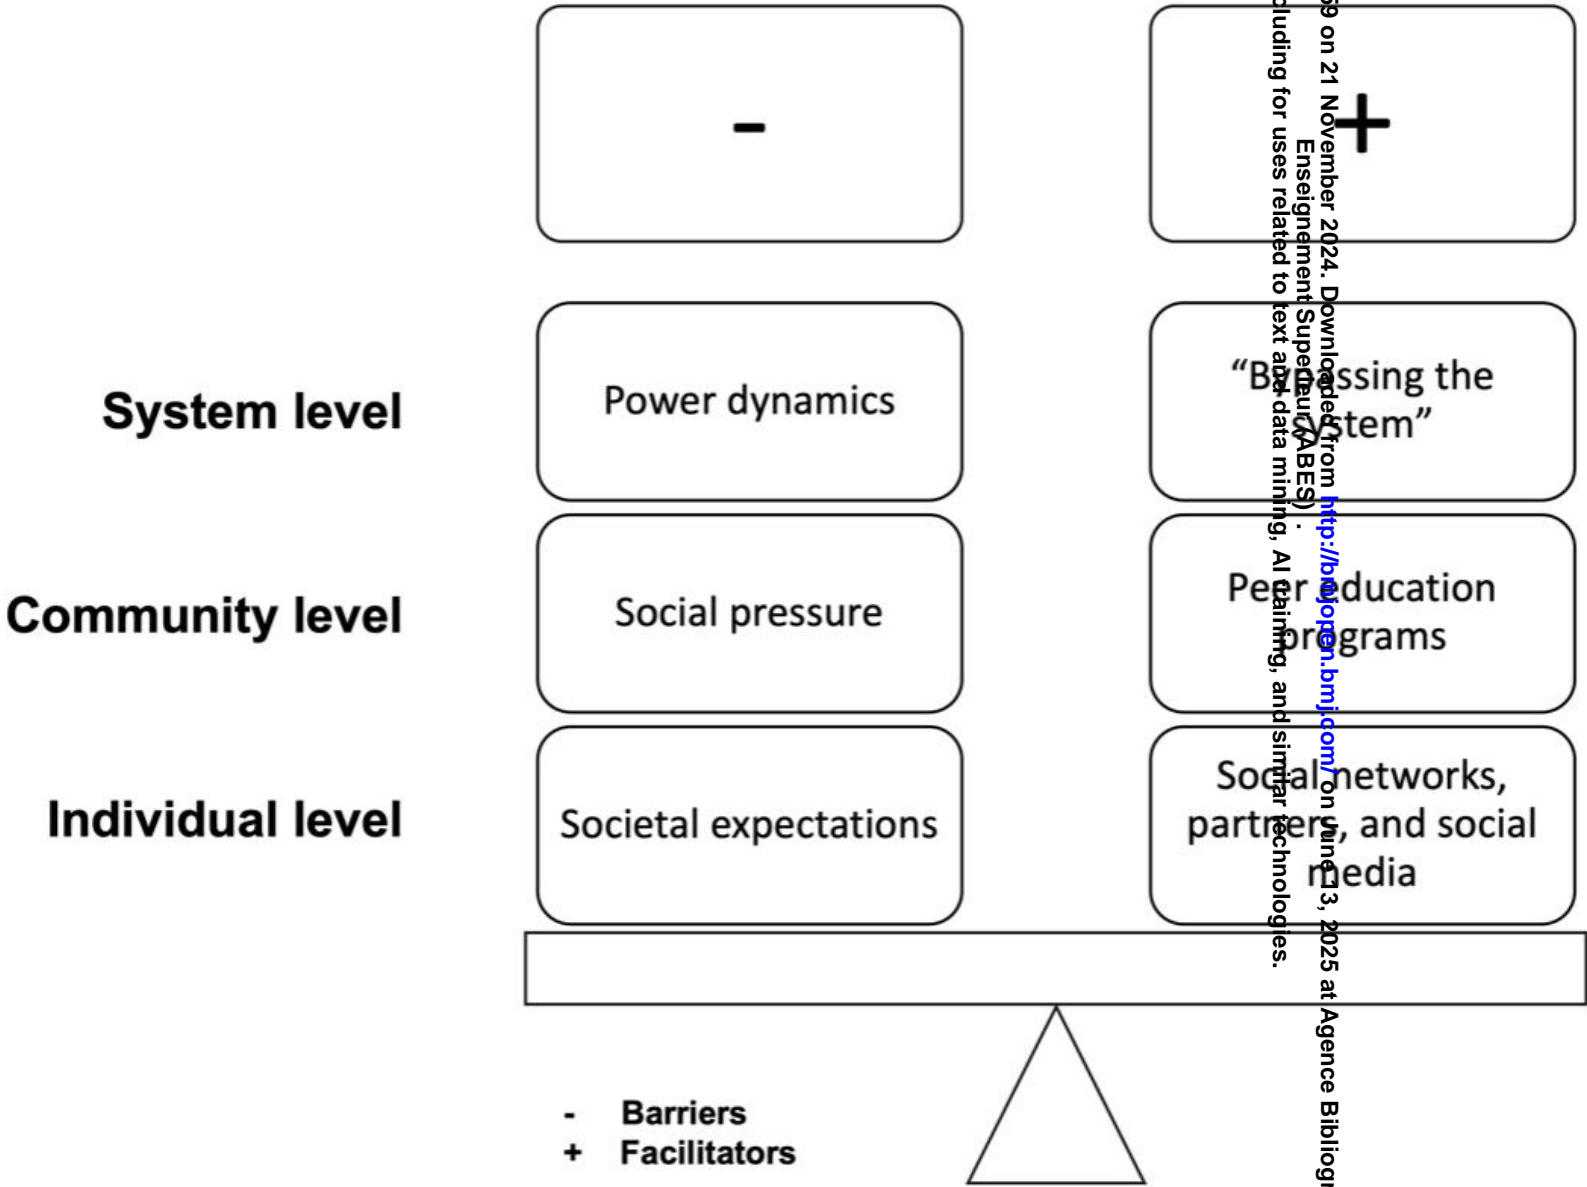 -
+
System level
Power dynamics
“Bypassing the
system”
Community level
Social pressure
Peer education
programs
Individual level
Societal expectations
Social networks,
partners, and social
media
- Barriers
+ Facilitators
on 21 November 2024. Downloaded from http://bmjopen.bmj.com/ on June 13, 2025 at Agence
Enseignement Superieur (ABES) .
for uses related to text and data mining, AI training, and similar technologies.